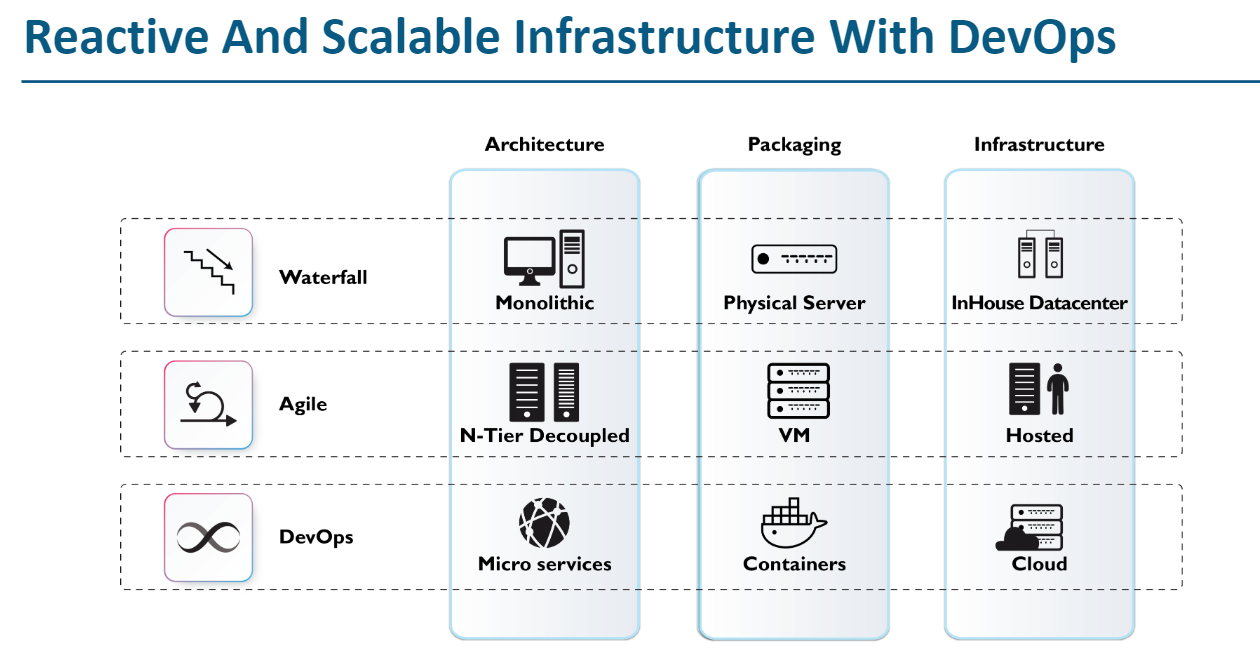 Reactive And Scalable Infrastructure With DevOps
Architecture Packaging Infrastructure
Waterfall
Monolithic Physical Server InHouse Datacenter
Agile
N-Tier Decoupled VM Hosted
DevOps
Micro services Containers Cloud